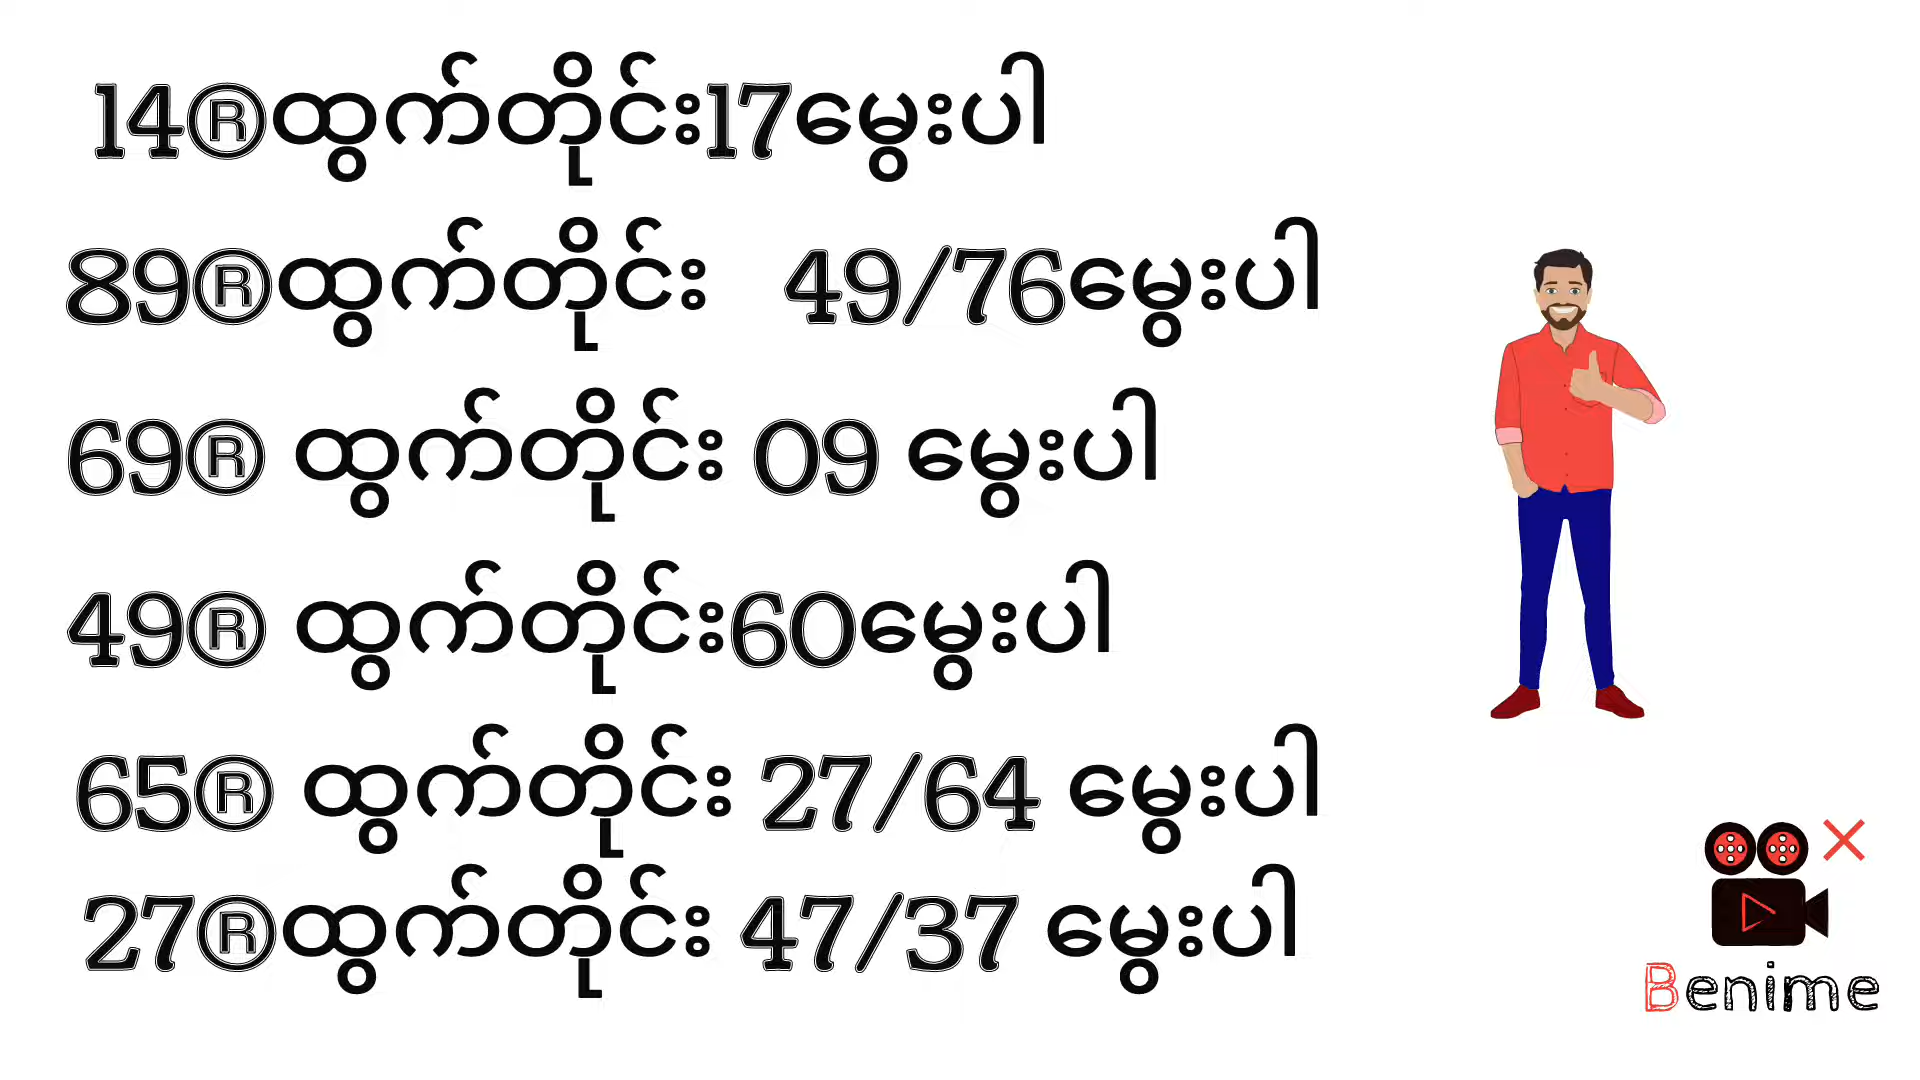 14®ထွက်တိုင်း17မွေးပါ
89®ထွက်တိုင်း 49/76မွေးပါ
69® ထွက်တိုင်း 09 မွေးပါ
49® ထွက်တိုင်း60မွေးပါ
65® ထွက်တိုင်း 27/64 မွေးပါ
27®ထွက်တိုင်း 47/37 မွေးပါ
Benime